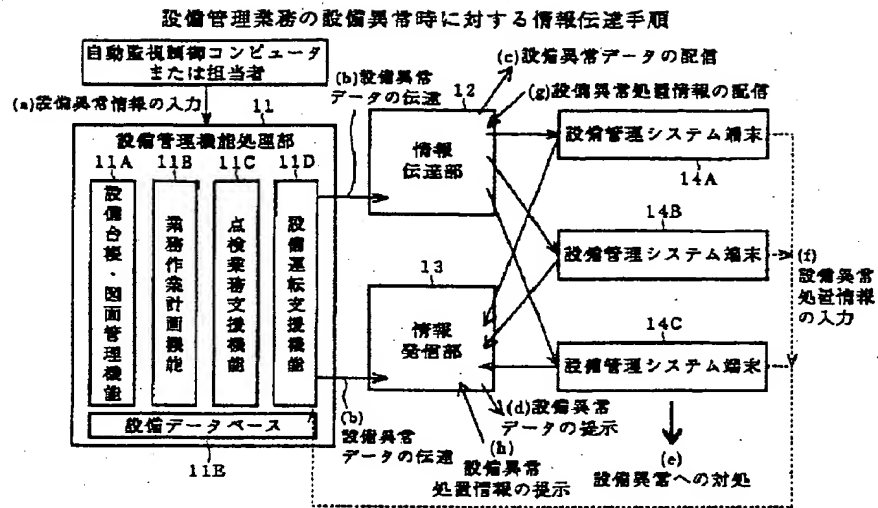 設備管理業務の設備異常時に対する情報伝達手順
自動監視制御コンピュータ
または担当者
(a)設備異常情報の入力
11
設備管理機能処理部
11A
11B
11C
11D
設備台帳・図面管理機能
業務作業計画機能
点検業務支援機能
設備運転支援機能
設備データベース
11E
(b)設備異常
データの伝達
12
情報
伝達部
(c)設備異常データの配信
(g)設備異常処置情報の配信
13
情報
発信部
(b)
設備異常
データの伝達
(d)設備異常
データの提示
(h)
設備異常
処置情報の提示
設備管理システム端末
14A
14B
設備管理システム端末
14C
設備管理システム端末
(e)
設備異常への対処
(f)
設備異常
処置情報
の入力